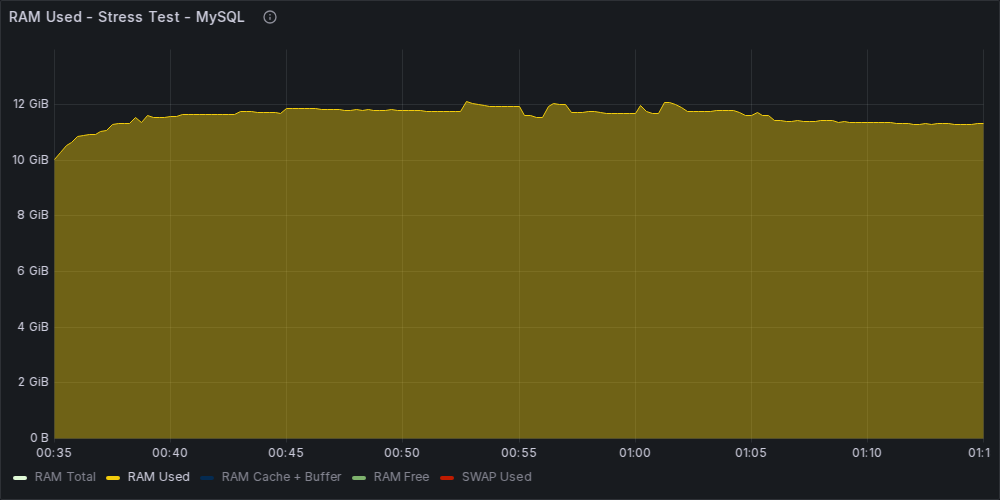 RAM Used - Stress Test - MySQL
12 GiB
10 GiB
8 GiB
6 GiB
4 GiB
2 GiB
0 B
00:35 00:40 00:45 00:50 00:55 01:00 01:05 01:10 01:1
RAM Total RAM Used RAM Cache + Buffer RAM Free SWAP Used